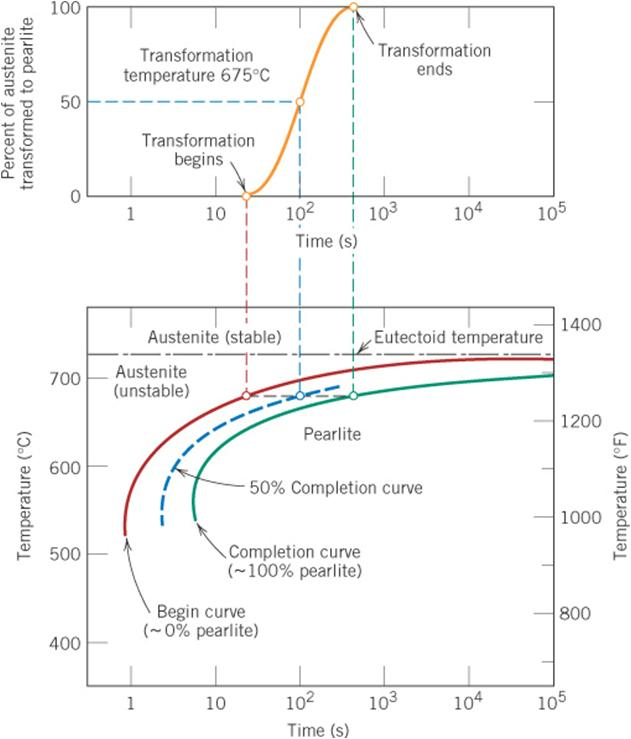 Percent of austenite
transformed to pearlite
100
50
0
Transformation
temperature 675°C
Transformation
ends
Transformation
begins
1
10
10²
10³
10⁴
10⁵
Time (s)
Austenite (stable)
Eutectoid temperature
Austenite
(unstable)
Pearlite
50% Completion curve
Completion curve
(~100% pearlite)
Begin curve
(~0% pearlite)
Temperature (°C)
700
600
500
400
1400
1200
1000
800
Temperature (°F)
1
10
10²
10³
10⁴
10⁵
Time (s)